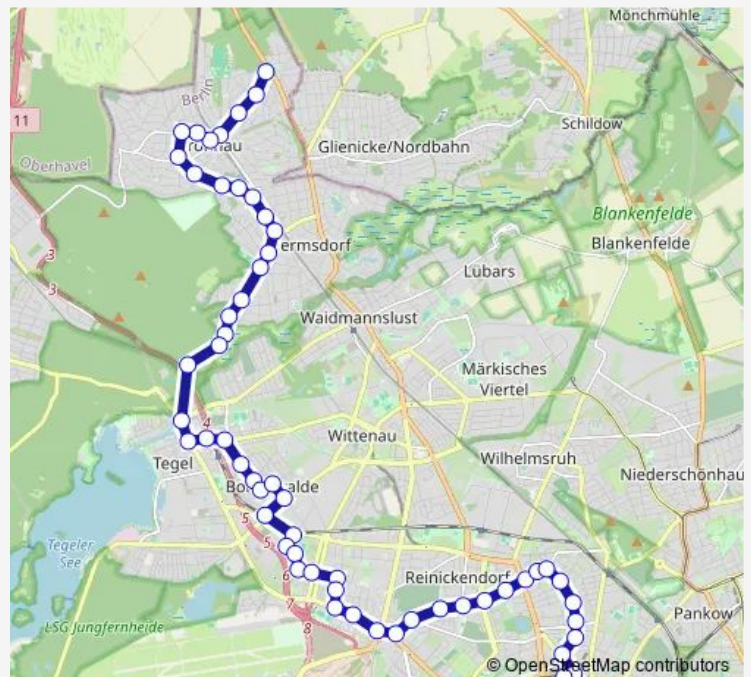 Mönchmühle
Berlin
11
Schildow
Glienicke/Nordbahn
Oberhavel
Blankenfelde
ermsdorf
Blankenfelde
3
Lübars
3
Waidmannslust
Märkisches
Viertel
4
Wittenau
Tegel
Wilhelmsruh
Niederschönhau
5
5
Tegeler
See
6
Reinickendorf
7
Pankow
LSG Jungfernheide
8
© OpenStreetMap contributors